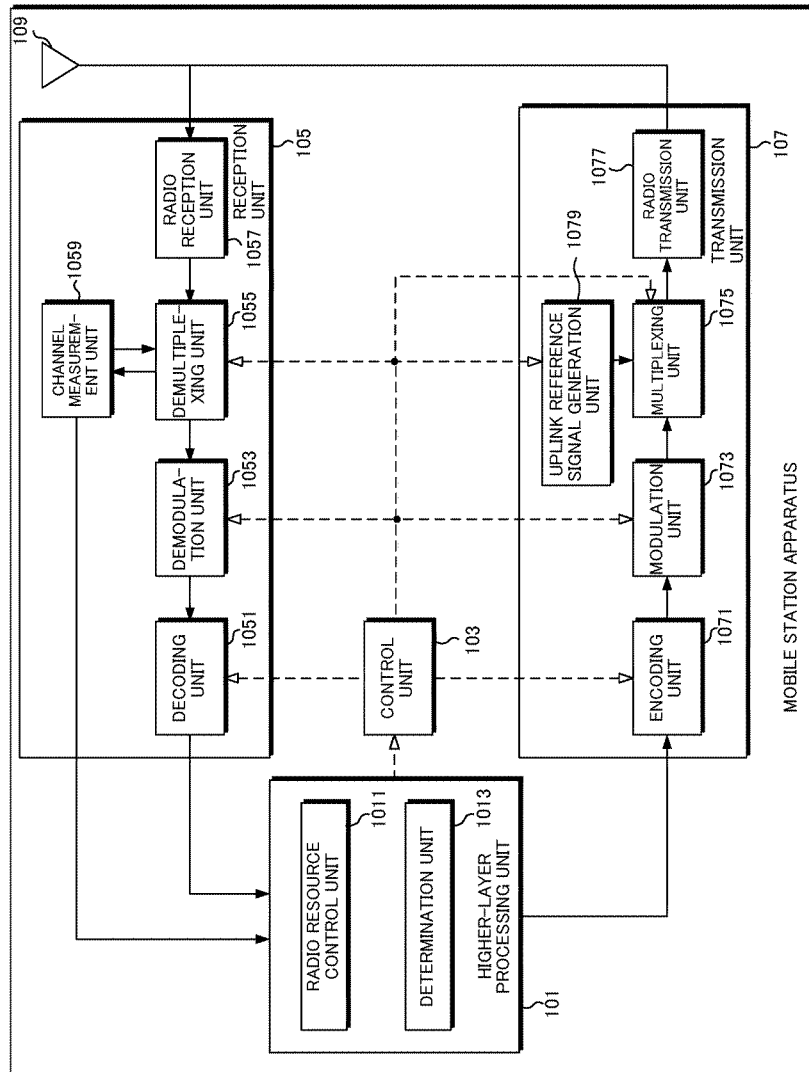 109
RADIO
RECEPTION
UNIT
1057
RECEPTION
UNIT
105
CHANNEL
MEASUREM-
ENT UNIT
1059
DEMULTIPLE-
XING UNIT
1055
DEMODULA-
TION UNIT
1053
DECODING
UNIT
1051
CONTROL
UNIT
103
RADIO RESOURCE
CONTROL UNIT
1011
DETERMINATION UNIT
1013
HIGHER-LAYER
PROCESSING UNIT
101
RADIO
TRANSMISSION
UNIT
1077
TRANSMISSION
UNIT
107
UPLINK REFERENCE
SIGNAL GENERATION
UNIT
1079
MULTIPLEXING
UNIT
1075
MODULATION
UNIT
1073
ENCODING
UNIT
1071
MOBILE STATION APPARATUS